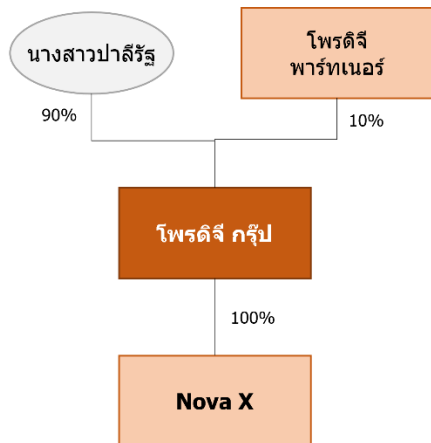 นางสาวปาลีรัฐ
โพรดิจี
พาร์ทเนอร์
90%
10%
โพรดิจี กรุ๊ป
100%
Nova X